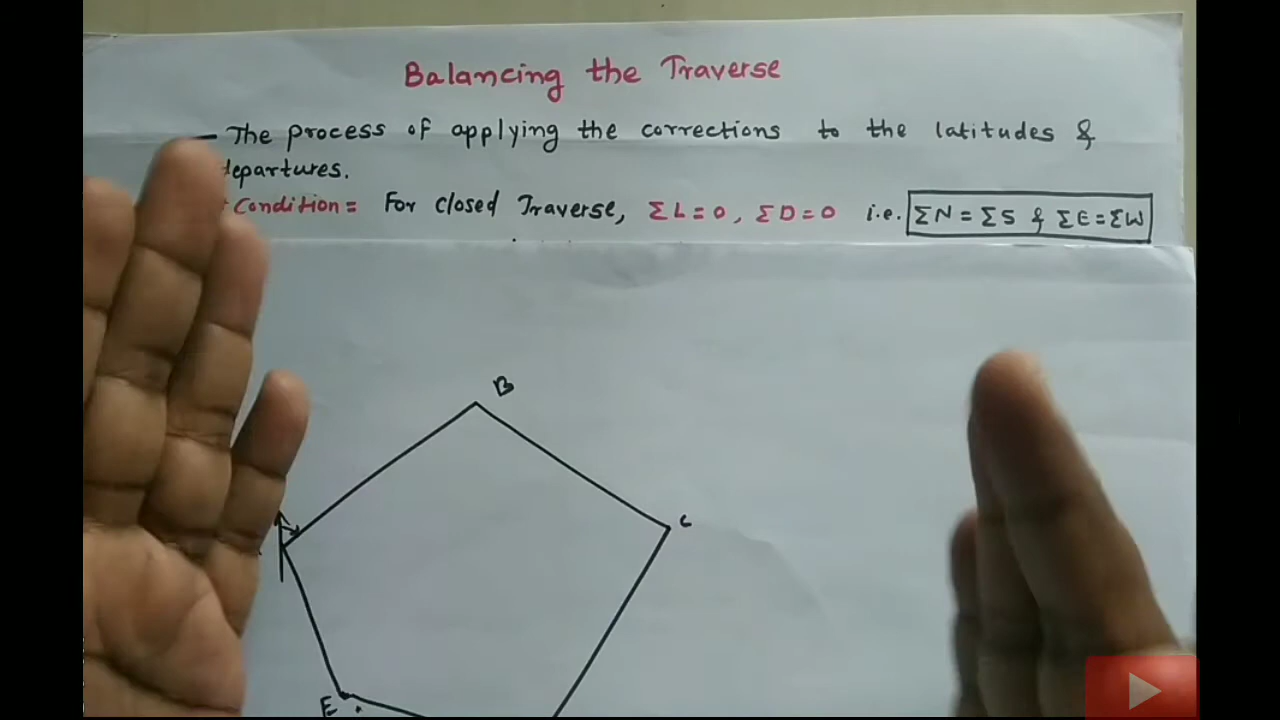 Balancing the Traverse
- The process of applying the corrections to the latitudes &
departures.
Condition = For closed Traverse, ΣL=0, ΣD=0 i.e. ΣN = ΣS & ΣE=ΣW
B
C
E